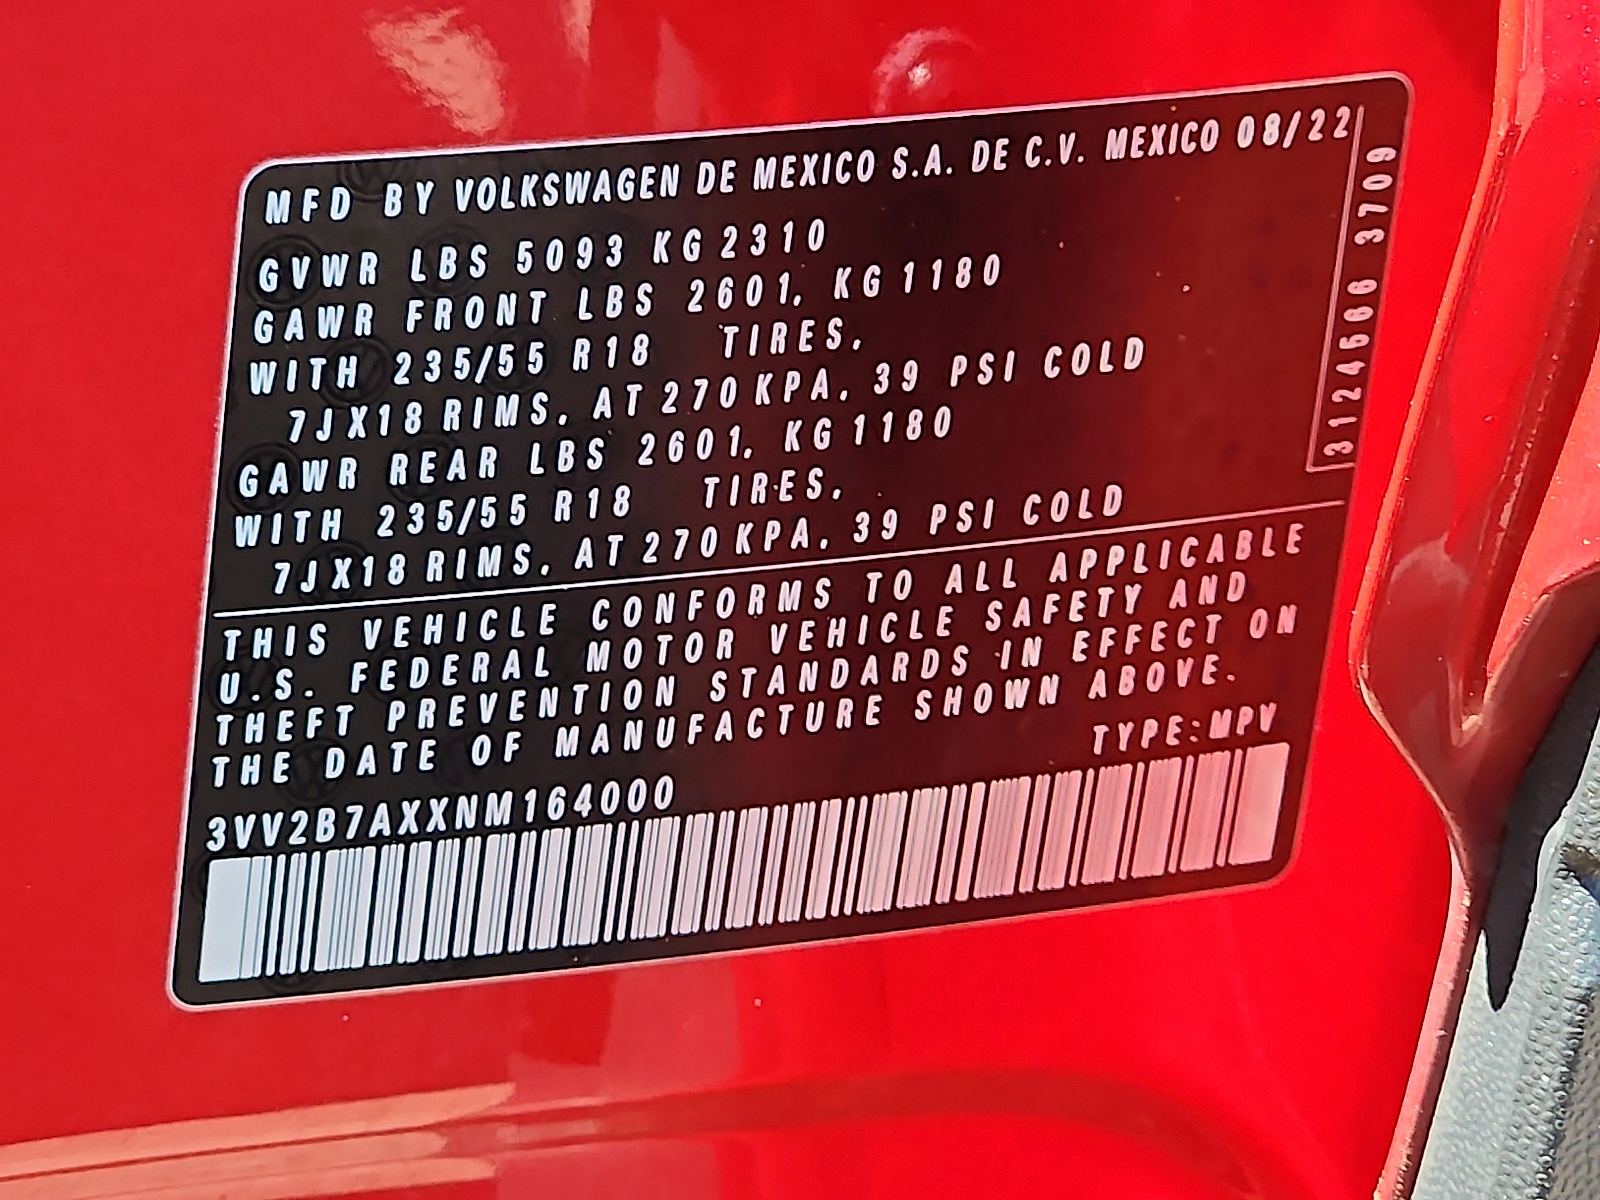 MFD BY VOLKSWAGEN DE MEXICO S.A. DE C.V. MEXICO 08/22
GVWR LBS 5093 KG 2310
GAWR FRONT LBS 2601. KG 1180
WITH 235/55 R18 TIRES.
7JX18 RIMS. AT 270 KPA. 39 PSI COLD
GAWR REAR LBS 2601. KG 1180
WITH 235/55 R18 TIRES.
7JX18 RIMS. AT 270 KPA. 39 PSI COLD
3124566 3709
THIS VEHICLE CONFORMS TO ALL APPLICABLE
U.S. FEDERAL MOTOR VEHICLE SAFETY AND
THEFT PREVENTION STANDARDS IN EFFECT ON
THE DATE OF MANUFACTURE SHOWN ABOVE.
TYPE:MPV
3VV2B7AXXNM164000